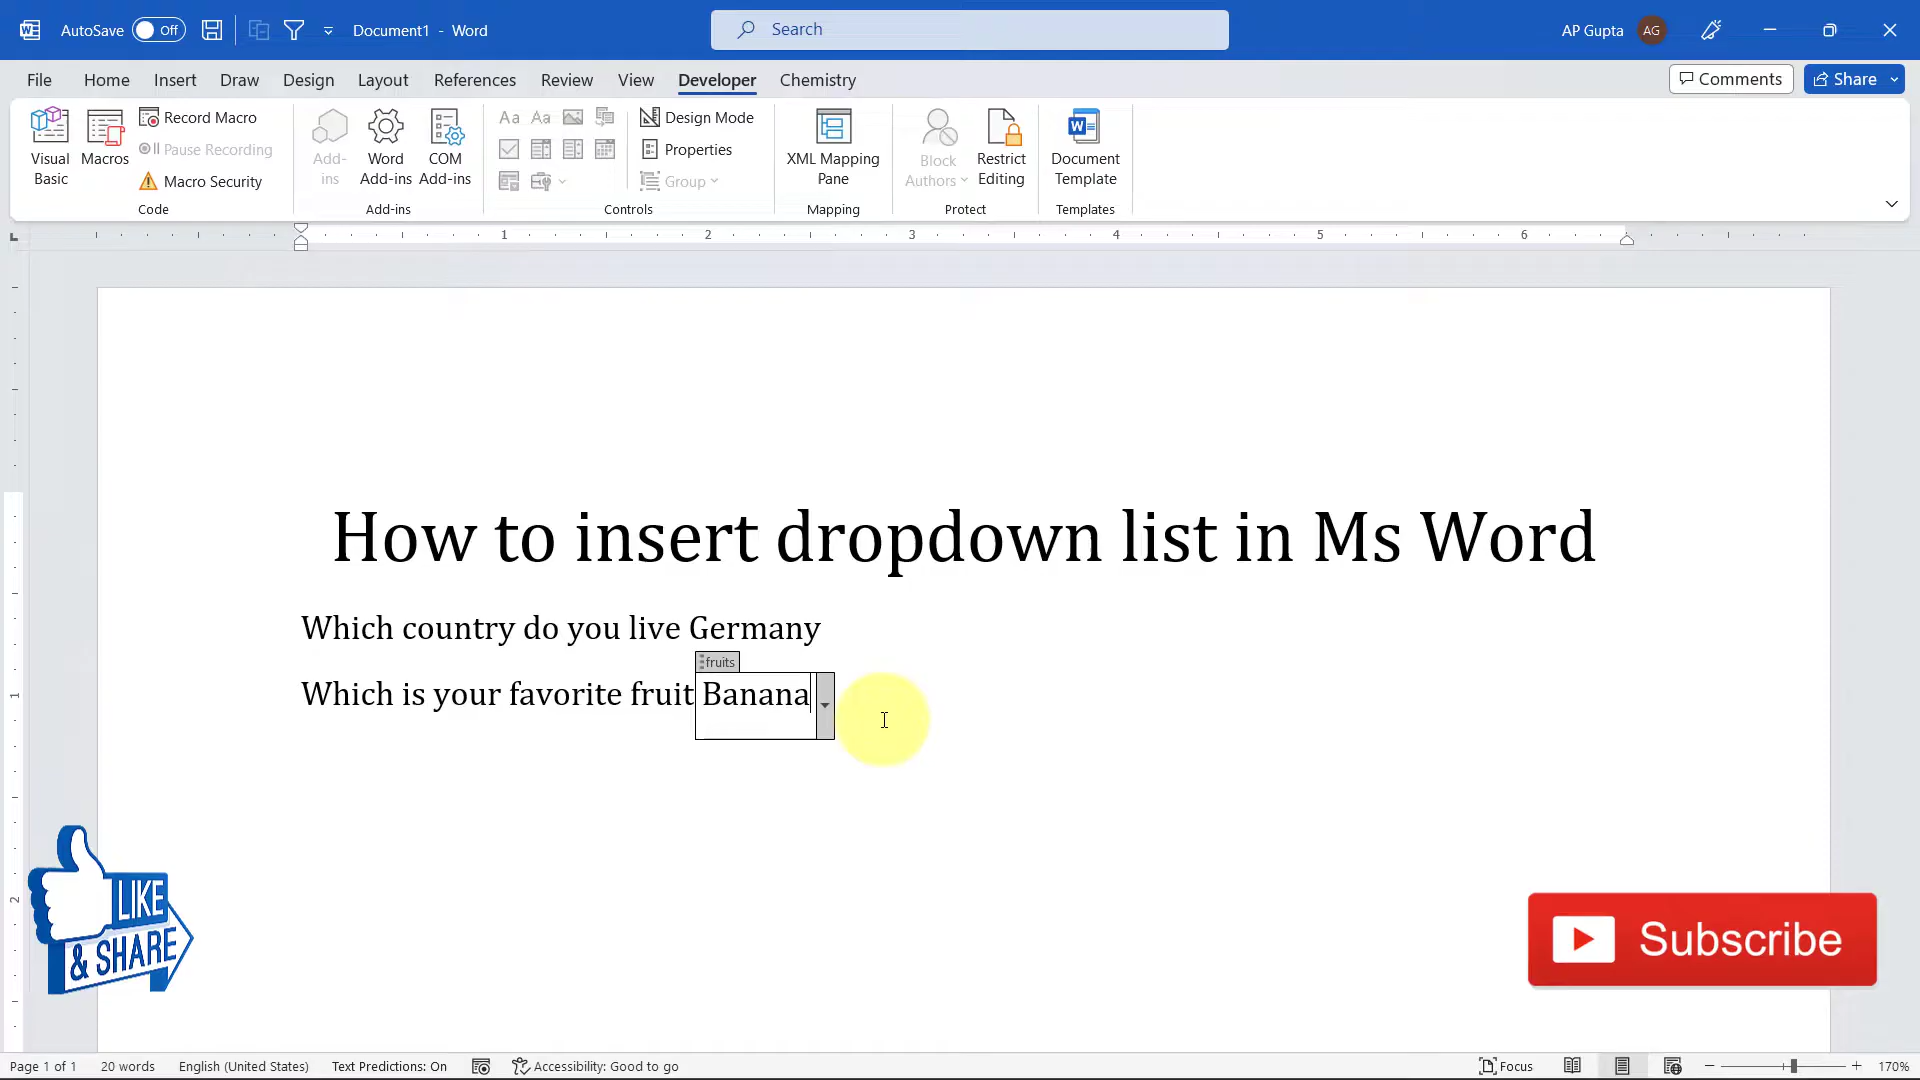 AutoSave Off Document1 - Word Search AP Gupta AG
File Home Insert Draw Design Layout References Review View Developer Chemistry Comments Share
Visual Basic
Macros
Record Macro
Pause Recording
Macro Security
Code
Add-ins
Word Add-ins
COM Add-ins
Add-ins
Aa Aa
Design Mode
Properties
Group
Controls
XML Mapping Pane
Mapping
Block Authors
Restrict Editing
Protect
Document Template
Templates
1 2 3 4 5 6
How to insert dropdown list in Ms Word
Which country do you live Germany
fruits
Which is your favorite fruit Banana
1
2
LIKE
& SHARE
Subscribe
Page 1 of 1 20 words English (United States) Text Predictions: On Accessibility: Good to go Focus 170%